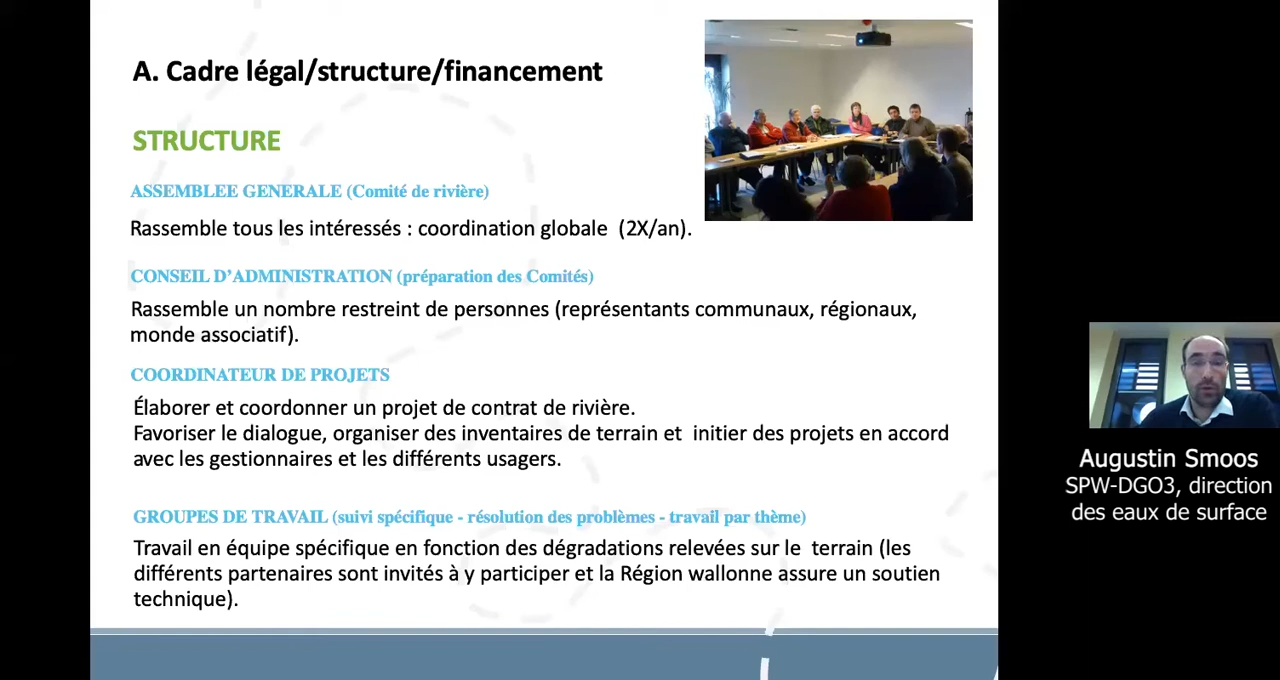 A. Cadre légal/structure/financement
STRUCTURE
ASSEMBLEE GENERALE (Comité de rivière)
Rassemble tous les intéressés : coordination globale (2X/an).
CONSEIL D’ADMINISTRATION (préparation des Comités)
Rassemble un nombre restreint de personnes (représentants communaux, régionaux,
monde associatif).
COORDINATEUR DE PROJETS
Élaborer et coordonner un projet de contrat de rivière.
Favoriser le dialogue, organiser des inventaires de terrain et initier des projets en accord
avec les gestionnaires et les différents usagers.
GROUPES DE TRAVAIL (suivi spécifique - résolution des problèmes - travail par thème)
Travail en équipe spécifique en fonction des dégradations relevées sur le terrain (les
différents partenaires sont invités à y participer et la Région wallonne assure un soutien
technique).
Augustin Smoos
SPW-DGO3, direction
des eaux de surface